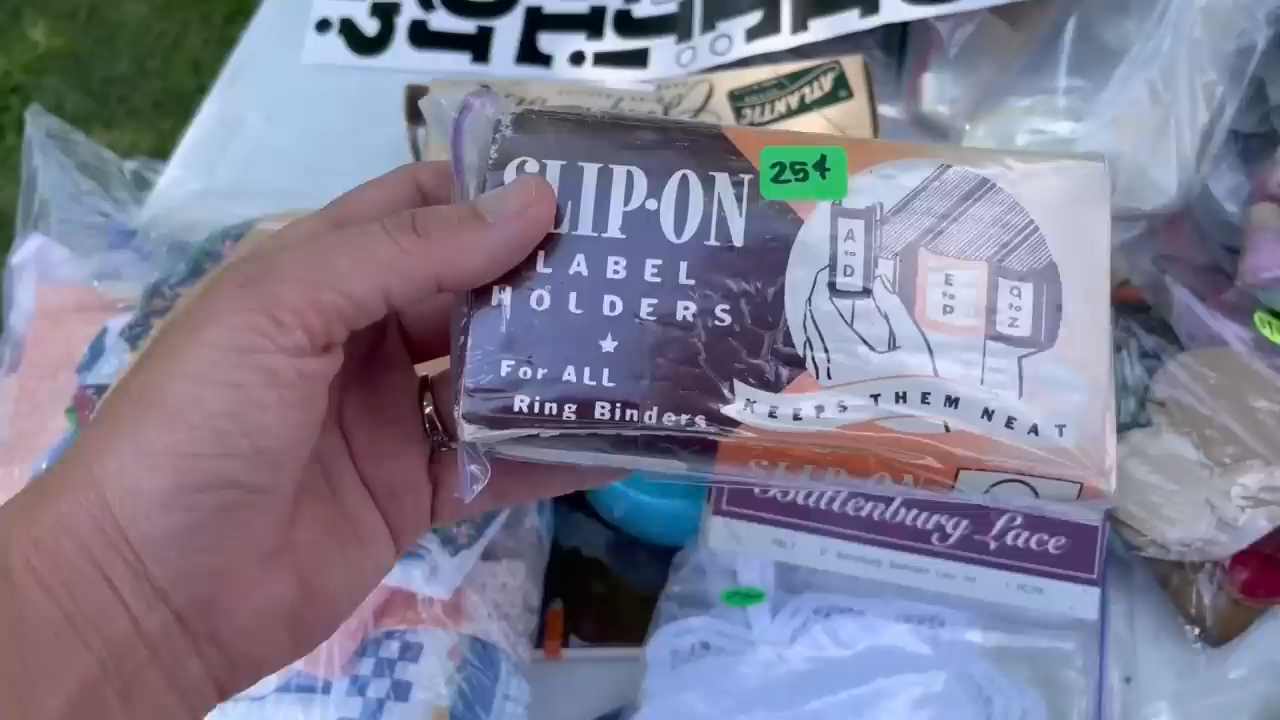 ATLANTIC
SLIP-ON
25¢
LABEL
HOLDERS
For ALL
Ring Binders
A
to
D
E
to
P
Q
to
Z
KEEPS THEM NEAT
SLIP-ON
Battenburg Lace